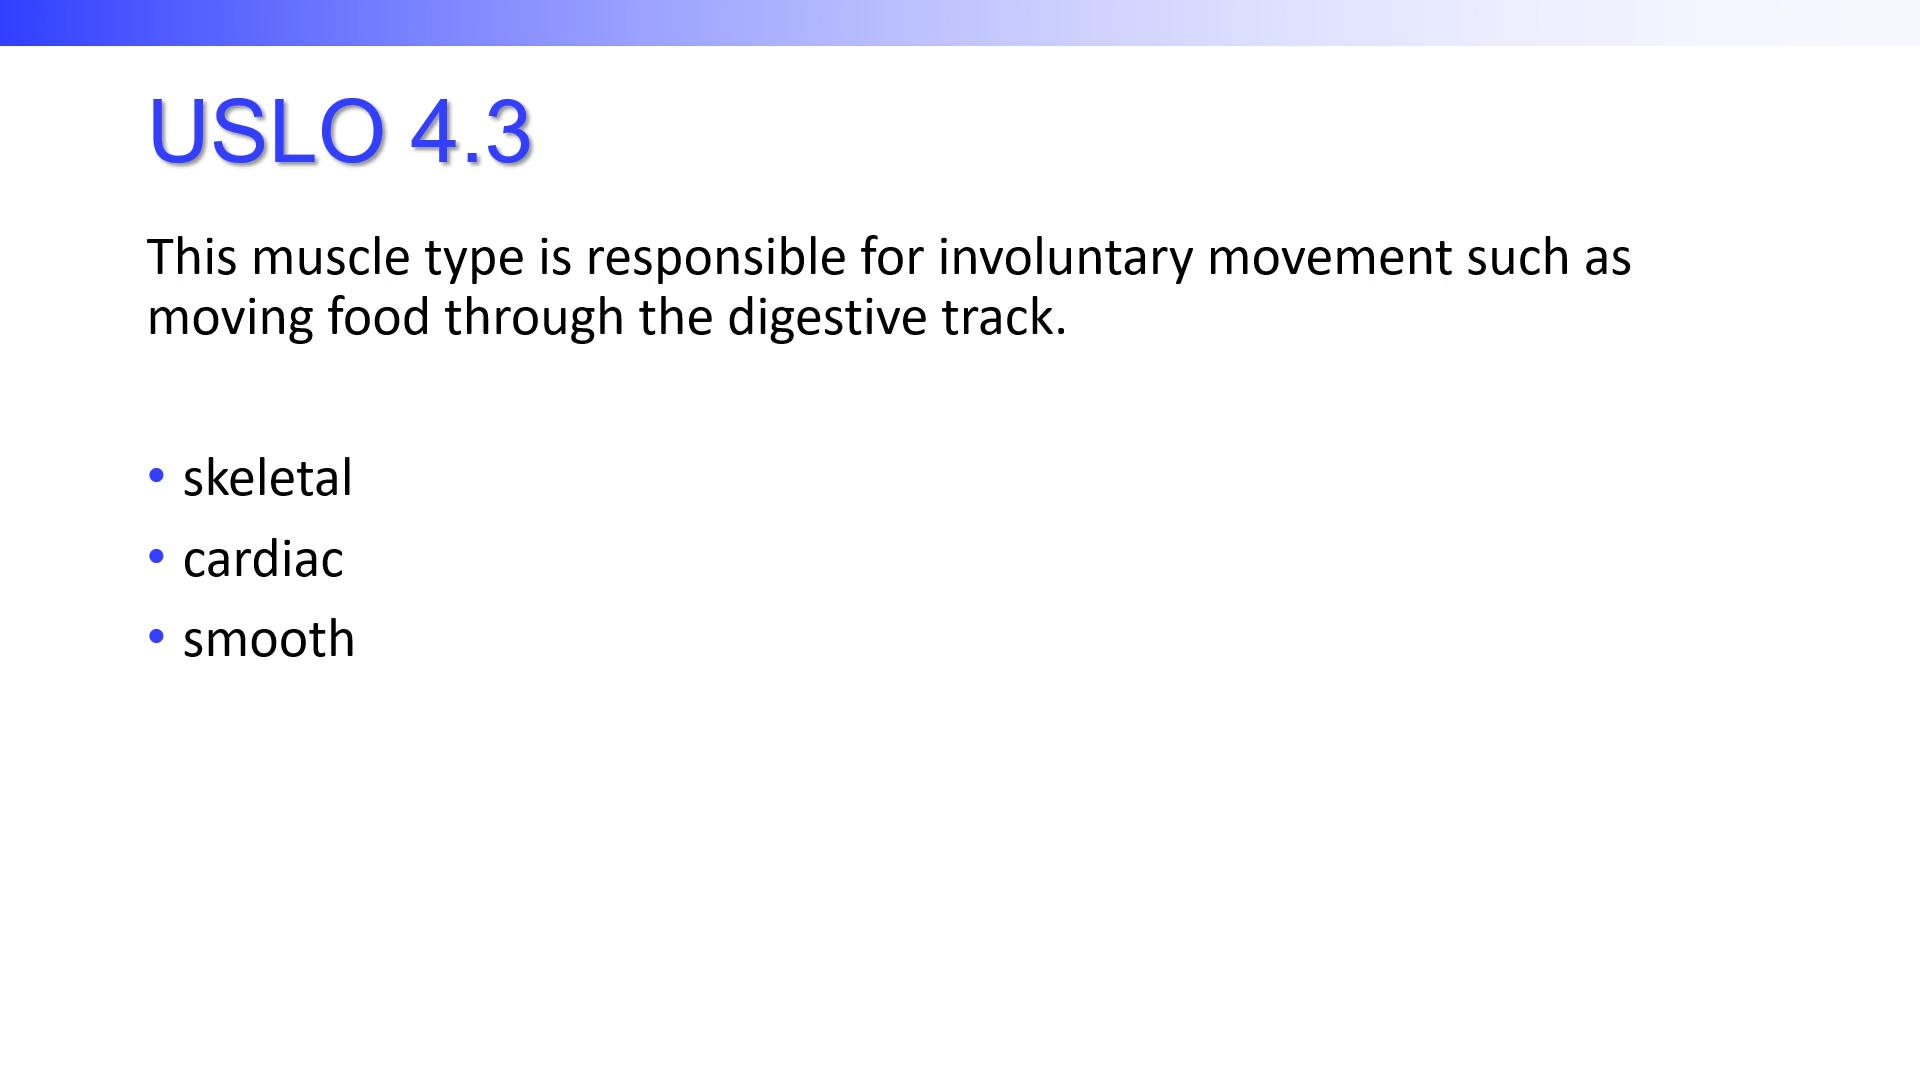 USLO 4.3
This muscle type is responsible for involuntary movement such as
moving food through the digestive track.
• skeletal
• cardiac
• smooth